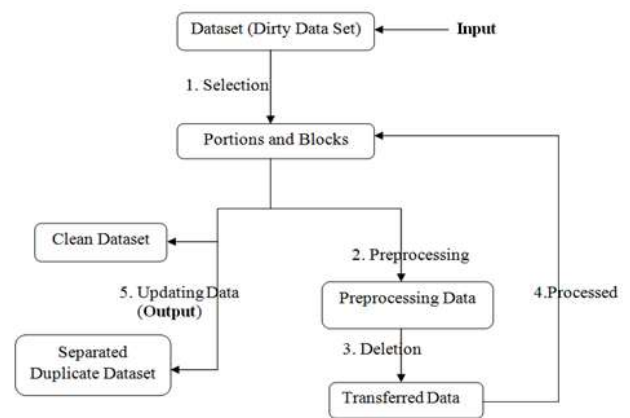 Dataset (Dirty Data Set)
Input
1. Selection
Portions and Blocks
Clean Dataset
2. Preprocessing
5. Updating Data
(Output)
Preprocessing Data
4.Processed
3. Deletion
Separated
Duplicate Dataset
Transferred Data